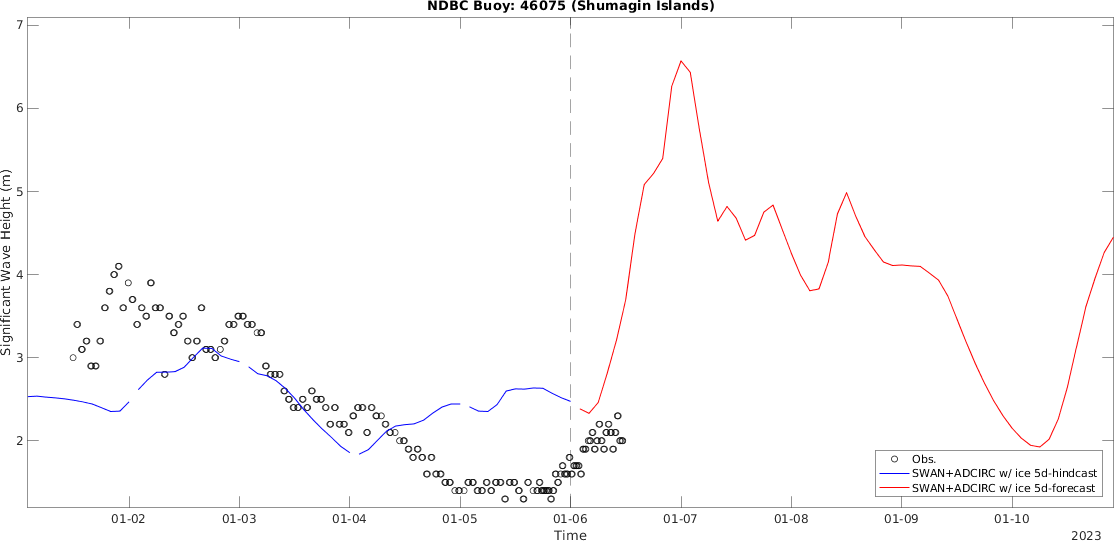 NDBC Buoy: 46075 (Shumagin Islands)
7
6
5
4
3
2
Significant Wave Height (m)
01-02 01-03 01-04 01-05 01-06 01-07 01-08 01-09 01-10
Time
2023
Obs.
SWAN+ADCIRC w/ ice 5d-hindcast
SWAN+ADCIRC w/ ice 5d-forecast